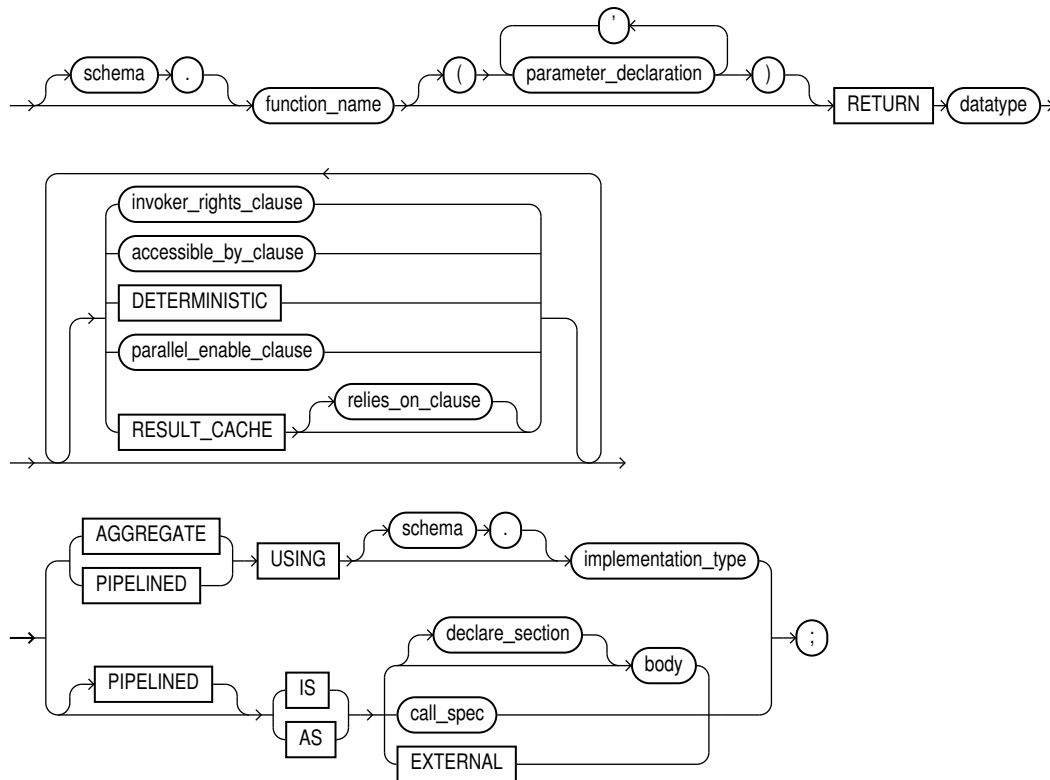 ,
schema . ( parameter_declaration )
function_name RETURN datatype
invoker_rights_clause
accessible_by_clause
DETERMINISTIC
parallel_enable_clause
relies_on_clause
RESULT_CACHE
AGGREGATE schema .
USING implementation_type
PIPELINED
declare_section
;
body
PIPELINED IS
call_spec
AS
EXTERNAL